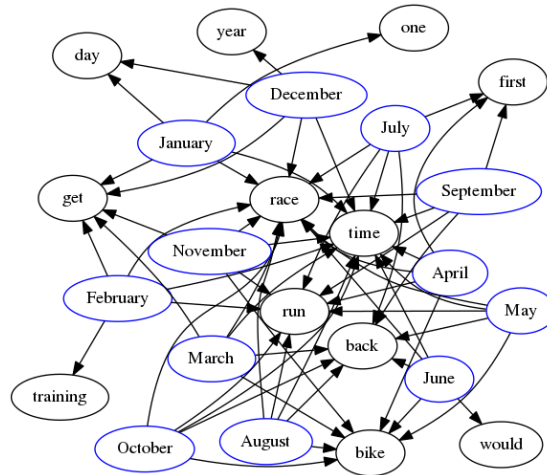 one
year
day
first
December
July
January
September
race
get
time
November
April
February
run
May
back
March
June
training
would
August
October
bike